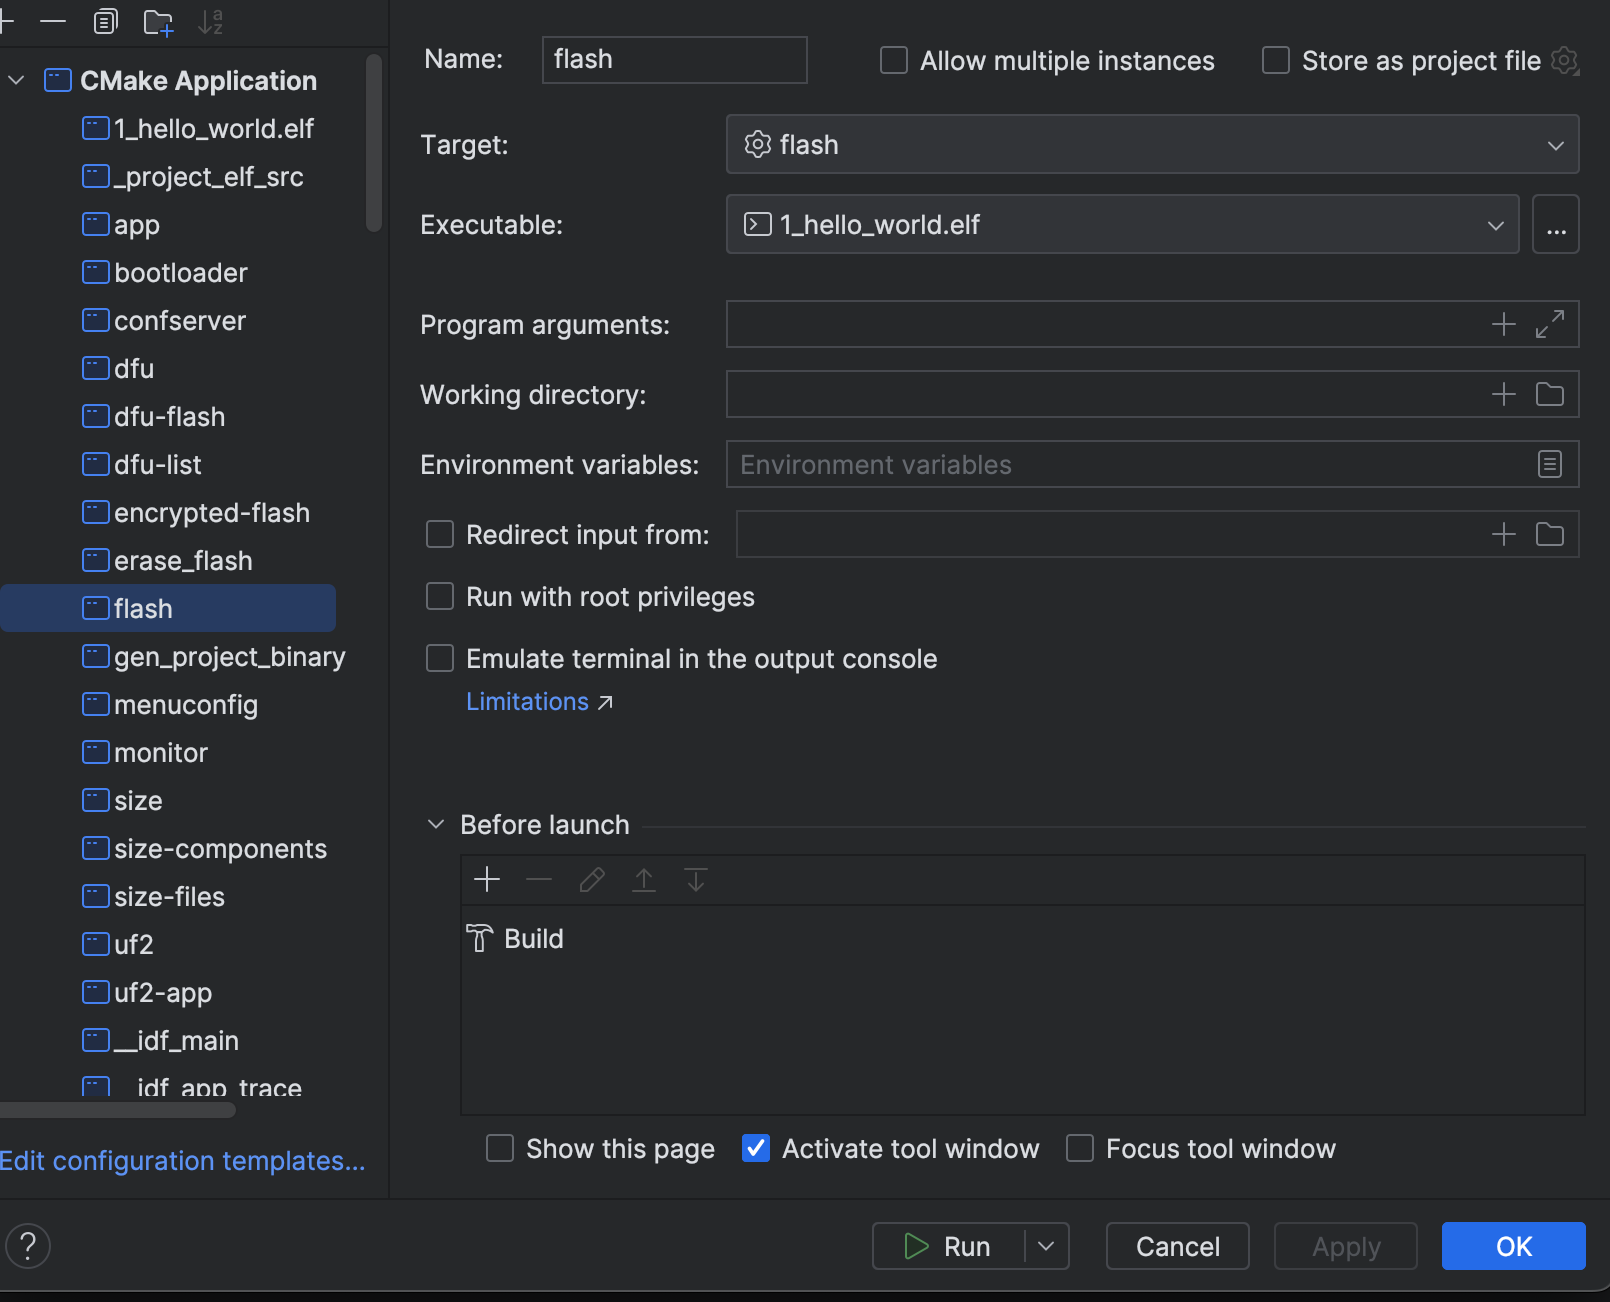 CMake Application
1_hello_world.elf
_project_elf_src
app
bootloader
confserver
dfu
dfu-flash
dfu-list
encrypted-flash
erase_flash
flash
gen_project_binary
menuconfig
monitor
size
size-components
size-files
uf2
uf2-app
__idf_main
__idf_app_trace
Edit configuration templates...
Name: flash
Allow multiple instances
Store as project file
Target: flash
Executable: 1_hello_world.elf ...
Program arguments:
Working directory:
Environment variables: Environment variables
Redirect input from:
Run with root privileges
Emulate terminal in the output console
Limitations ↗
Before launch
Build
Show this page
Activate tool window
Focus tool window
?
Run
Cancel
Apply
OK